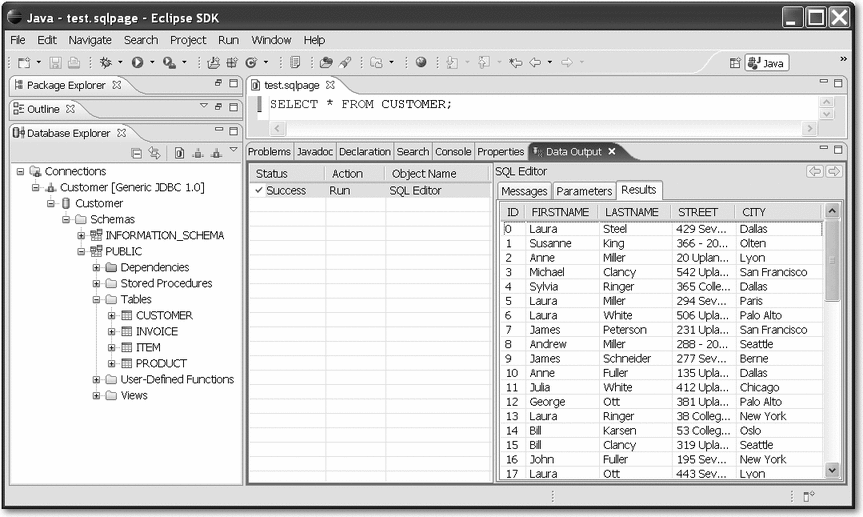 Java - test.sqlpage - Eclipse SDK
File Edit Navigate Search Project Run Window Help
Java
Package Explorer
Outline
Database Explorer
Connections
Customer [Generic JDBC 1.0]
Customer
Schemas
INFORMATION_SCHEMA
PUBLIC
Dependencies
Stored Procedures
Tables
CUSTOMER
INVOICE
ITEM
PRODUCT
User-Defined Functions
Views
test.sqlpage
SELECT * FROM CUSTOMER;
Problems Javadoc Declaration Search Console Properties Data Output
Status Action Object Name
Success Run SQL Editor
SQL Editor
Messages Parameters Results
ID FIRSTNAME LASTNAME STREET CITY
0 Laura Steel 429 Sev... Dallas
1 Susanne King 366 - 20... Olten
2 Anne Miller 20 Uplan... Lyon
3 Michael Clancy 542 Upla... San Francisco
4 Sylvia Ringer 365 Colle... Dallas
5 Laura Miller 294 Sev... Paris
6 Laura White 506 Upla... Palo Alto
7 James Peterson 231 Upla... San Francisco
8 Andrew Miller 288 - 20... Seattle
9 James Schneider 277 Sev... Berne
10 Anne Fuller 135 Upla... Dallas
11 Julia White 412 Upla... Chicago
12 George Ott 381 Upla... Palo Alto
13 Laura Ringer 38 Colleg... New York
14 Bill Karsen 53 Colleg... Oslo
15 Bill Clancy 319 Upla... Seattle
16 John Fuller 195 Sev... New York
17 Laura Ott 443 Sev... Lyon